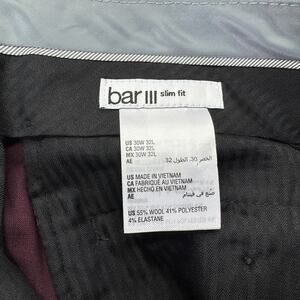 bar III slim fit
US 30W 32L
CA 30W 32L
MX 30W 32L
AE الخصر 30، الطول 32
US MADE IN VIETNAM
CA FABRIQUÉ AU VIETNAM
MX HECHO EN VIETNAM
AE صنع في فيتنام
US 55% WOOL 41% POLYESTER
4% ELASTANE